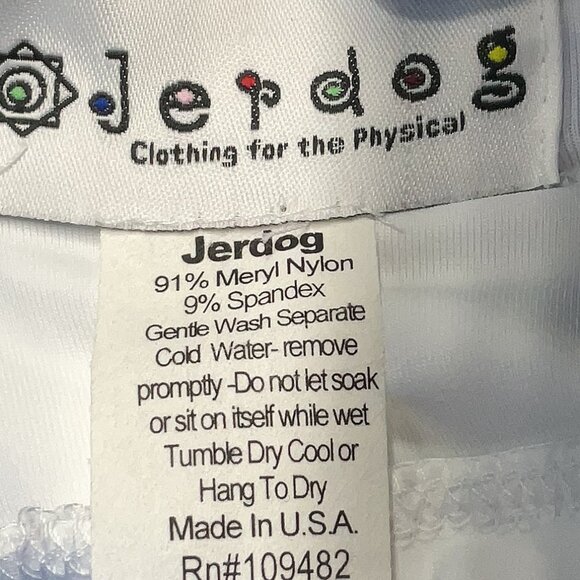 Jerdog
Clothing for the Physical
Jerdog
91% Meryl Nylon
9% Spandex
Gentle Wash Separate
Cold Water- remove
promptly -Do not let soak
or sit on itself while wet
Tumble Dry Cool or
Hang To Dry
Made In U.S.A.
Rn#109482